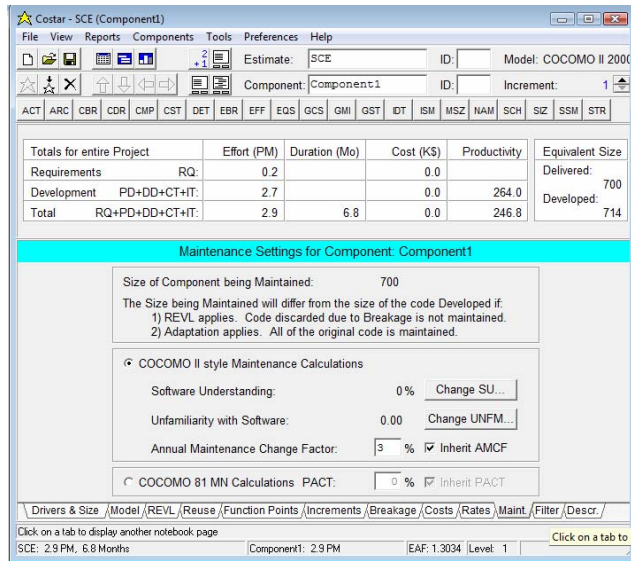 Costar - SCE (Component1)
File View Reports Components Tools Preferences Help
2 +1 Estimate: SCE ID: Model: COCOMO II 2000
Component: Component1 ID: Increment: 1
ACT ARC CBR CDR CMP CST DET EBR EFF EQS GCS GMI GST IDT ISM MSZ NAM SCH SIZ SSM STR
Totals for entire Project Effort (PM) Duration (Mo) Cost (K$) Productivity Equivalent Size
Requirements RQ: 0.2 0.0 Delivered:
700
Development PD+DD+CT+IT: 2.7 0.0 264.0 Developed:
Total RQ+PD+DD+CT+IT: 2.9 6.8 0.0 246.8 714
Maintenance Settings for Component: Component1
Size of Component being Maintained: 700
The Size being Maintained will differ from the size of the code Developed if:
1) REVL applies. Code discarded due to Breakage is not maintained.
2) Adaptation applies. All of the original code is maintained.
COCOMO II style Maintenance Calculations
Software Understanding: 0 % Change SU...
Unfamiliarity with Software: 0.00 Change UNFM...
Annual Maintenance Change Factor: 3 % Inherit AMCF
COCOMO 81 MN Calculations PACT: 0 % Inherit PACT
Drivers & Size Model REVL Reuse Function Points Increments Breakage Costs Rates Maint. Filter Descr.
Click on a tab to display another notebook page
Click on a tab to
SCE: 2.9 PM, 6.8 Months Component1: 2.9 PM EAF: 1.3034 Level: 1